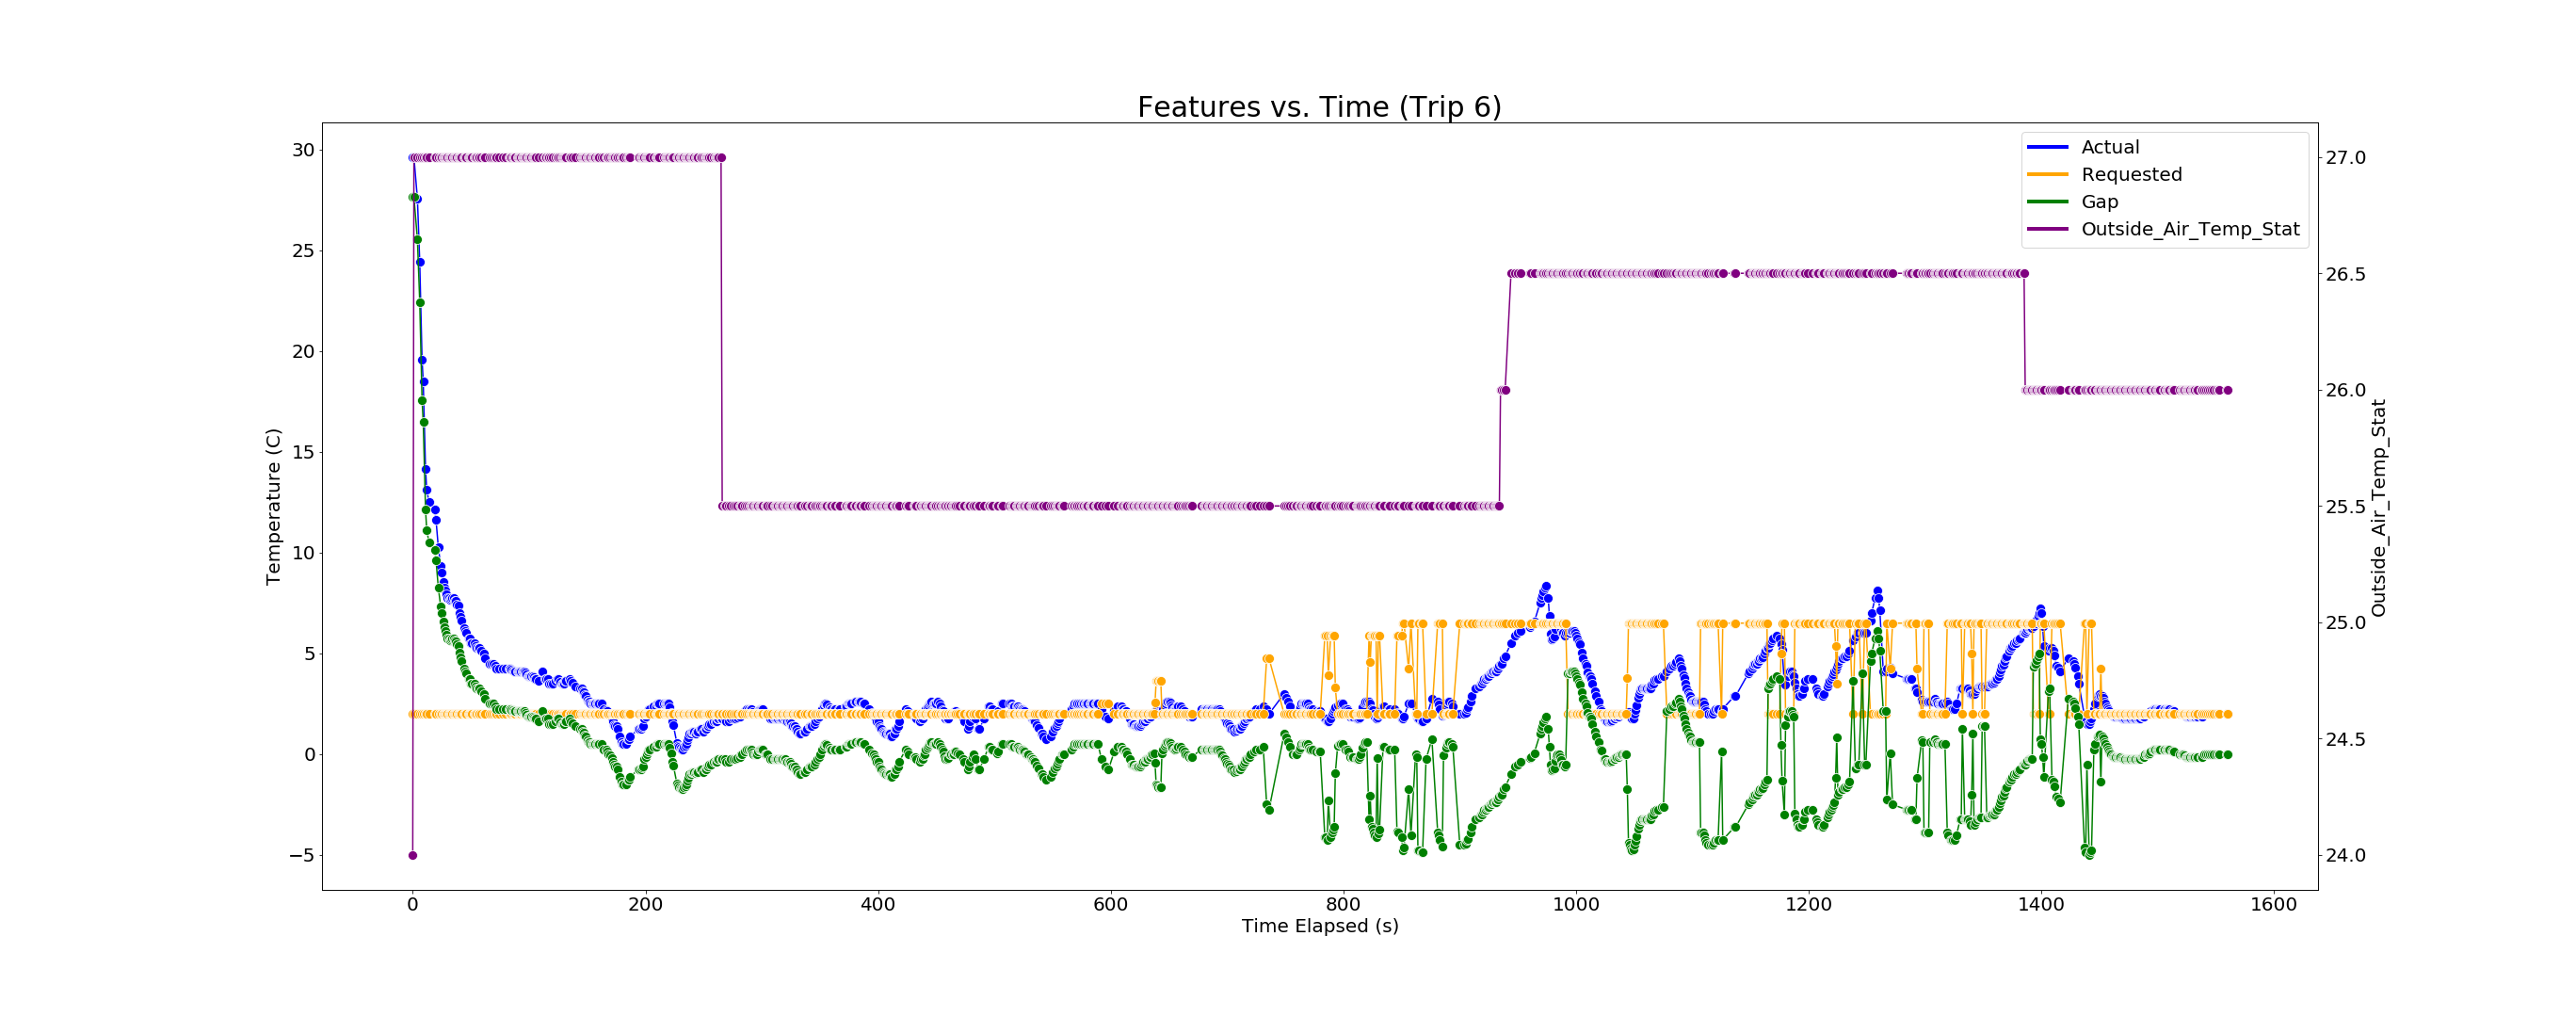 Features vs. Time (Trip 6)
30
25
20
15
10
5
0
−5
Temperature (C)
27.0
26.5
26.0
25.5
25.0
24.5
24.0
Outside_Air_Temp_Stat
Actual
Requested
Gap
Outside_Air_Temp_Stat
0 200 400 600 800 1000 1200 1400 1600
Time Elapsed (s)